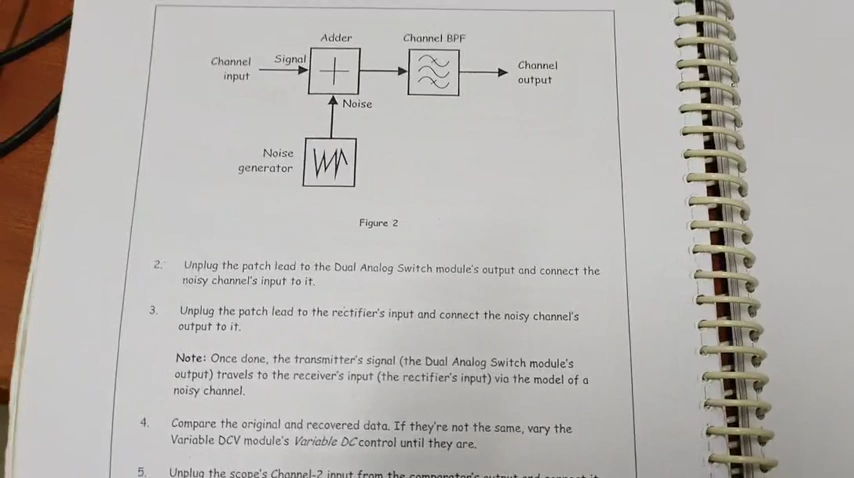 Adder
Channel BPF
Channel
input
Signal
Channel
output
Noise
Noise
generator
Figure 2
2. Unplug the patch lead to the Dual Analog Switch module's output and connect the
noisy channel's input to it.
3. Unplug the patch lead to the rectifier's input and connect the noisy channel's
output to it.
Note: Once done, the transmitter's signal (the Dual Analog Switch module's
output) travels to the receiver's input (the rectifier's input) via the model of a
noisy channel.
4. Compare the original and recovered data. If they're not the same, vary the
Variable DCV module's Variable DC control until they are.
5. Unplug the scope's Channel-2 input from the comparator's output and connect it